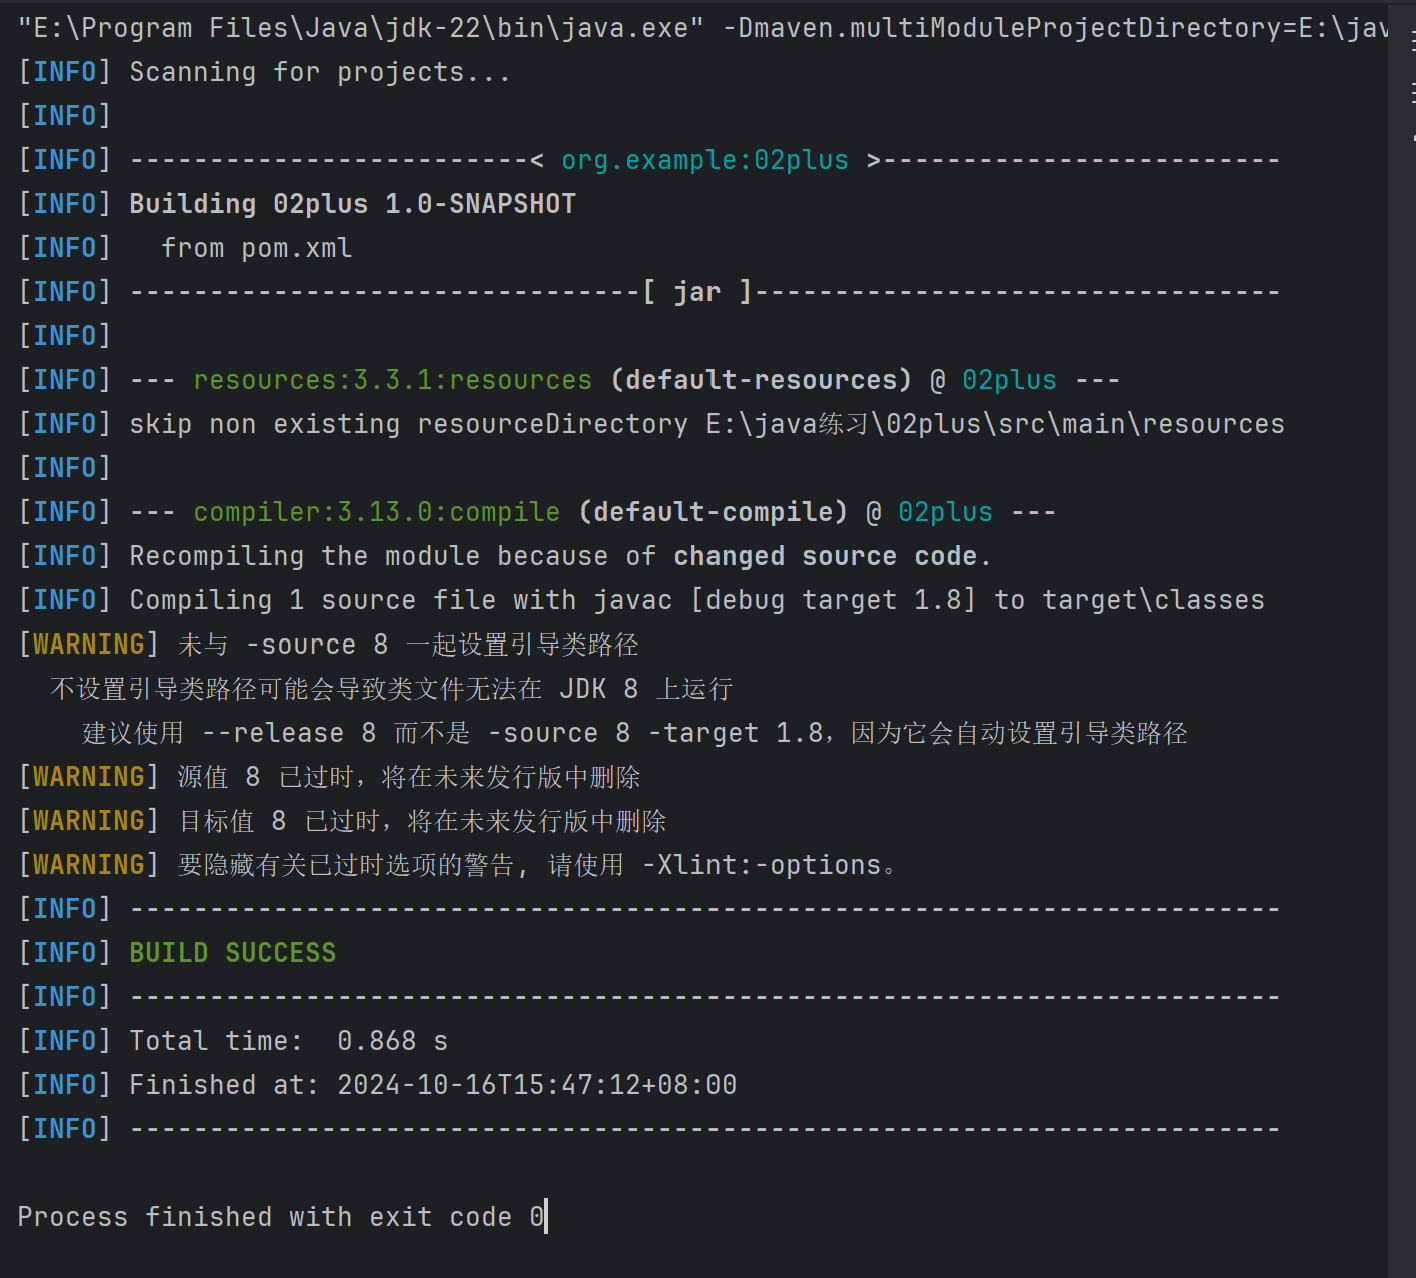 "E:\Program Files\Java\jdk-22\bin\java.exe" -Dmaven.multiModuleProjectDirectory=E:\jav
[INFO] Scanning for projects...
[INFO]
[INFO] -------------------------< org.example:02plus >-------------------------
[INFO] Building 02plus 1.0-SNAPSHOT
[INFO]   from pom.xml
[INFO] --------------------------------[ jar ]---------------------------------
[INFO]
[INFO] --- resources:3.3.1:resources (default-resources) @ 02plus ---
[INFO] skip non existing resourceDirectory E:\java练习\02plus\src\main\resources
[INFO]
[INFO] --- compiler:3.13.0:compile (default-compile) @ 02plus ---
[INFO] Recompiling the module because of changed source code.
[INFO] Compiling 1 source file with javac [debug target 1.8] to target\classes
[WARNING] 未与 -source 8 一起设置引导类路径
  不设置引导类路径可能会导致类文件无法在 JDK 8 上运行
    建议使用 --release 8 而不是 -source 8 -target 1.8，因为它会自动设置引导类路径
[WARNING] 源值 8 已过时，将在未来发行版中删除
[WARNING] 目标值 8 已过时，将在未来发行版中删除
[WARNING] 要隐藏有关已过时选项的警告, 请使用 -Xlint:-options。
[INFO] ------------------------------------------------------------------------
[INFO] BUILD SUCCESS
[INFO] ------------------------------------------------------------------------
[INFO] Total time:  0.868 s
[INFO] Finished at: 2024-10-16T15:47:12+08:00
[INFO] ------------------------------------------------------------------------
Process finished with exit code 0